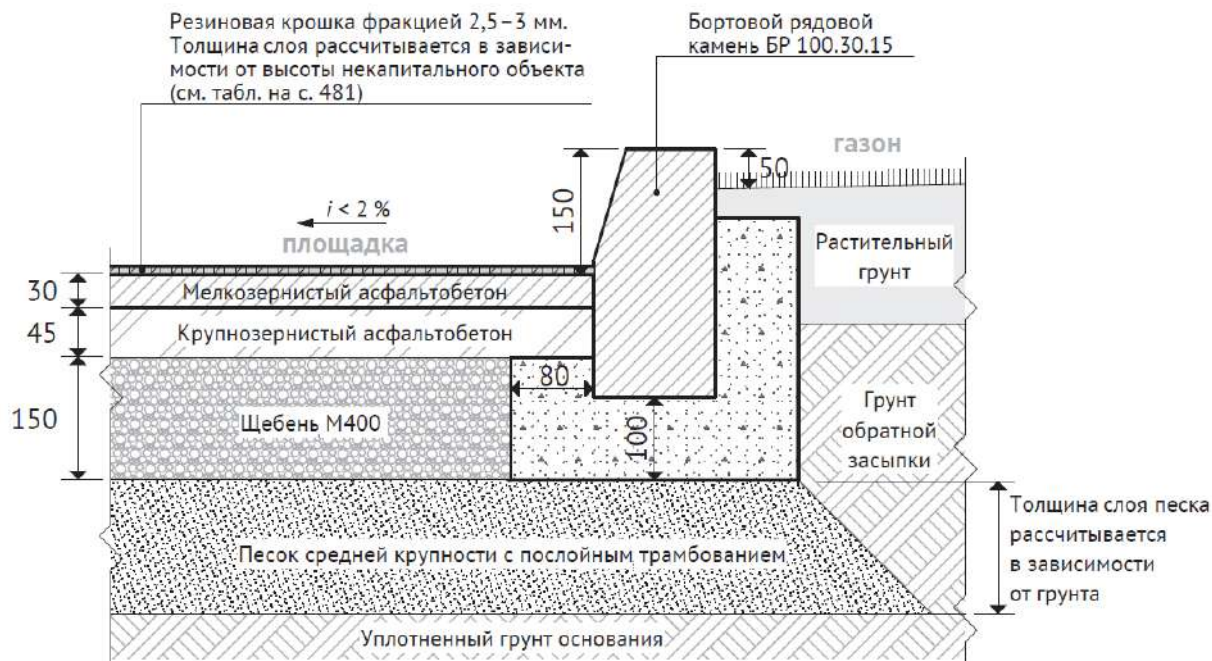 Резиновая крошка фракцией 2,5–3 мм.
Толщина слоя рассчитывается в зависи-
мости от высоты некапитального объекта
(см. табл. на с. 481)
Бортовой рядовой
камень БР 100.30.15
газон
50
150
i < 2 %
площадка
Растительный
грунт
30
Мелкозернистый асфальтобетон
45
Крупнозернистый асфальтобетон
80
150
Щебень М400
100
Грунт
обратной
засыпки
Толщина слоя песка
рассчитывается
в зависимости
от грунта
Песок средней крупности с послойным трамбованием
Уплотненный грунт основания